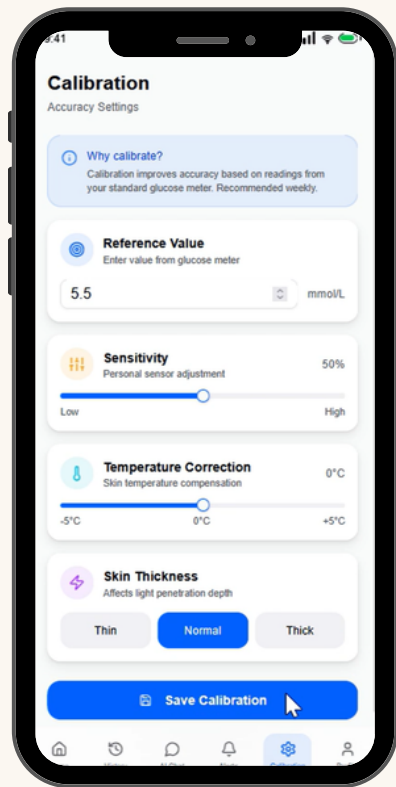 9:41
Calibration
Accuracy Settings
Why calibrate?
Calibration improves accuracy based on readings from
your standard glucose meter. Recommended weekly.
Reference Value
Enter value from glucose meter
5.5 mmol/L
Sensitivity 50%
Personal sensor adjustment
Low High
Temperature Correction 0°C
Skin temperature compensation
-5°C 0°C +5°C
Skin Thickness
Affects light penetration depth
Thin Normal Thick
Save Calibration